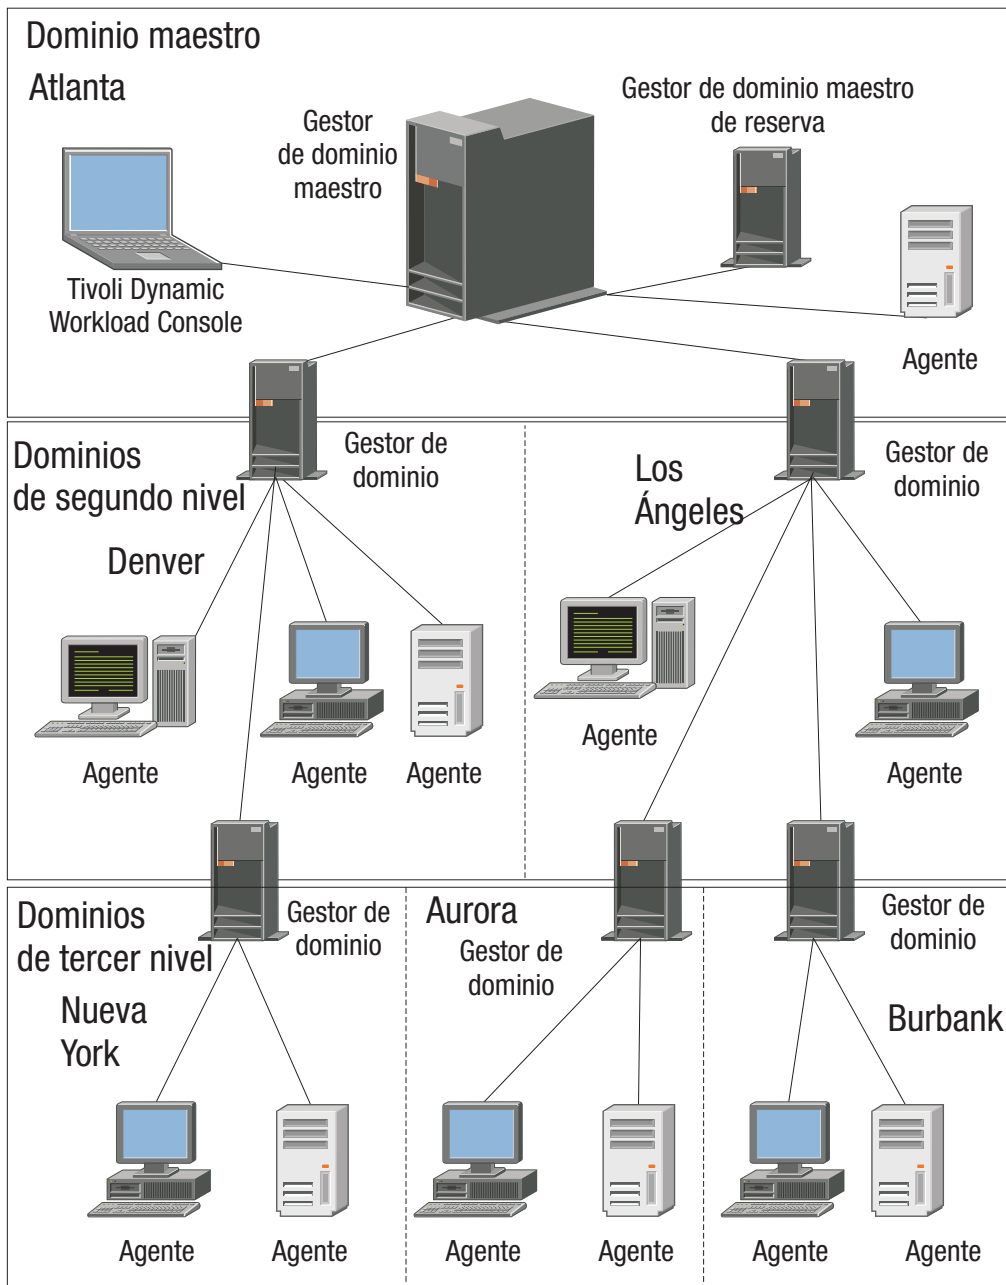 Dominio maestro
Atlanta
Gestor
de dominio
maestro
Gestor de dominio maestro
de reserva
Tivoli Dynamic
Workload Console
Agente
Dominios
de segundo nivel
Gestor de
dominio
Denver
Los
Ángeles
Gestor de
dominio
Agente
Agente
Agente
Agente
Agente
Dominios
de tercer nivel
Gestor de
dominio
Nueva
York
Aurora
Gestor de
dominio
Gestor de
dominio
Burbank
Agente
Agente
Agente
Agente
Agente
Agente